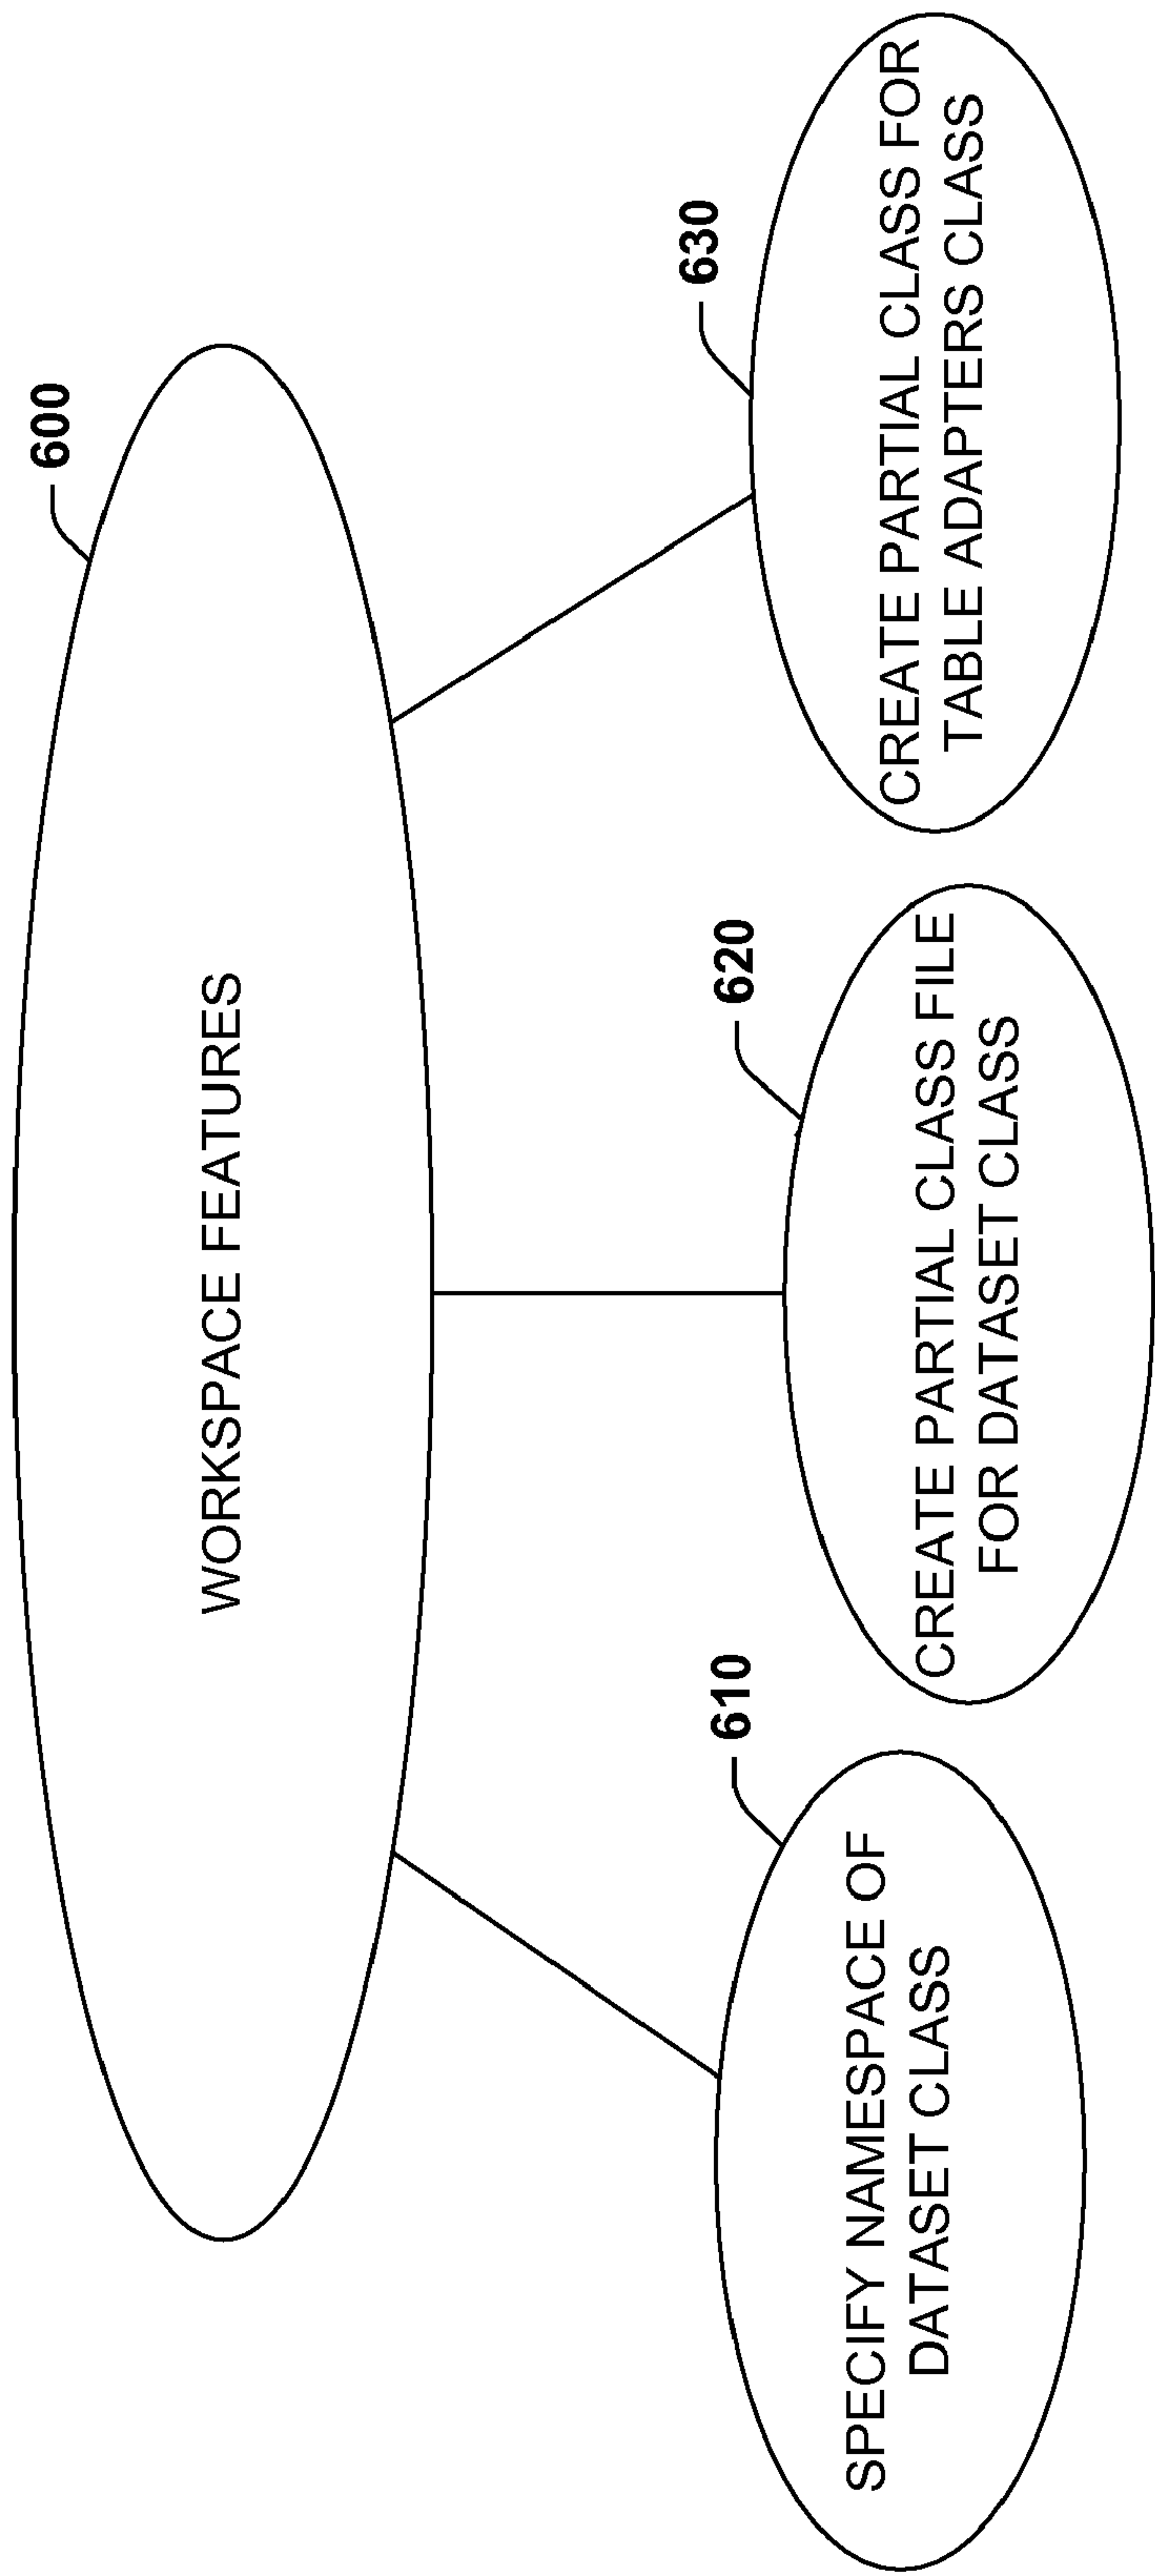 600
WORKSPACE FEATURES
610
SPECIFY NAMESPACE OF
DATASET CLASS
620
CREATE PARTIAL CLASS FILE
FOR DATASET CLASS
630
CREATE PARTIAL CLASS FOR
TABLE ADAPTERS CLASS